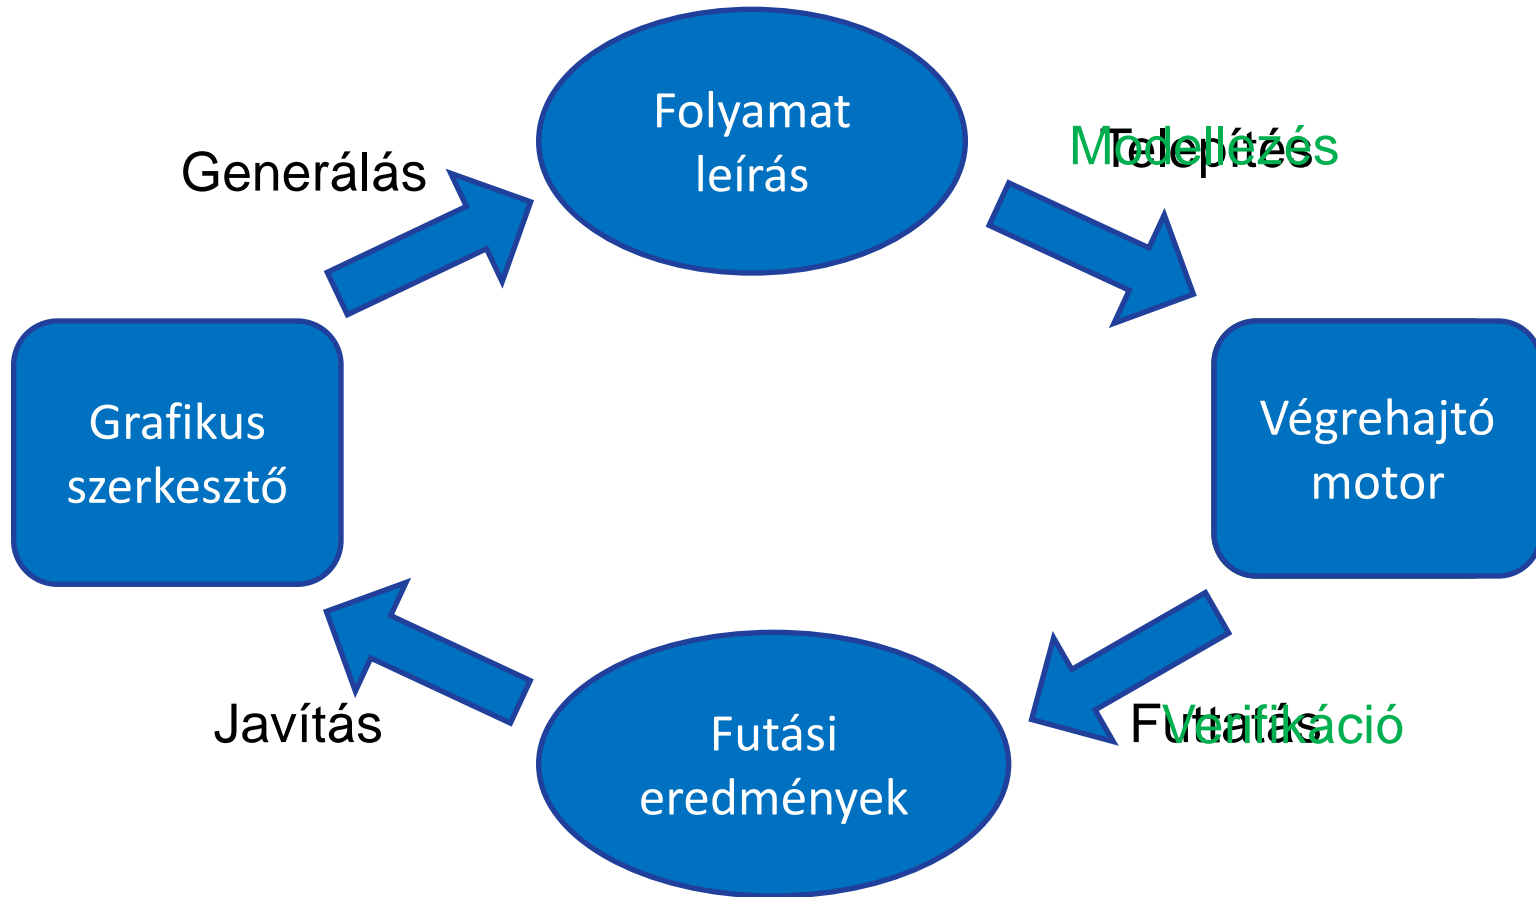 Folyamat
leírás
Generálás
Telepítés
Modellezés
Grafikus
szerkesztő
Végrehajtó
motor
Javítás
Futási
eredmények
Futtatás
Verifikáció